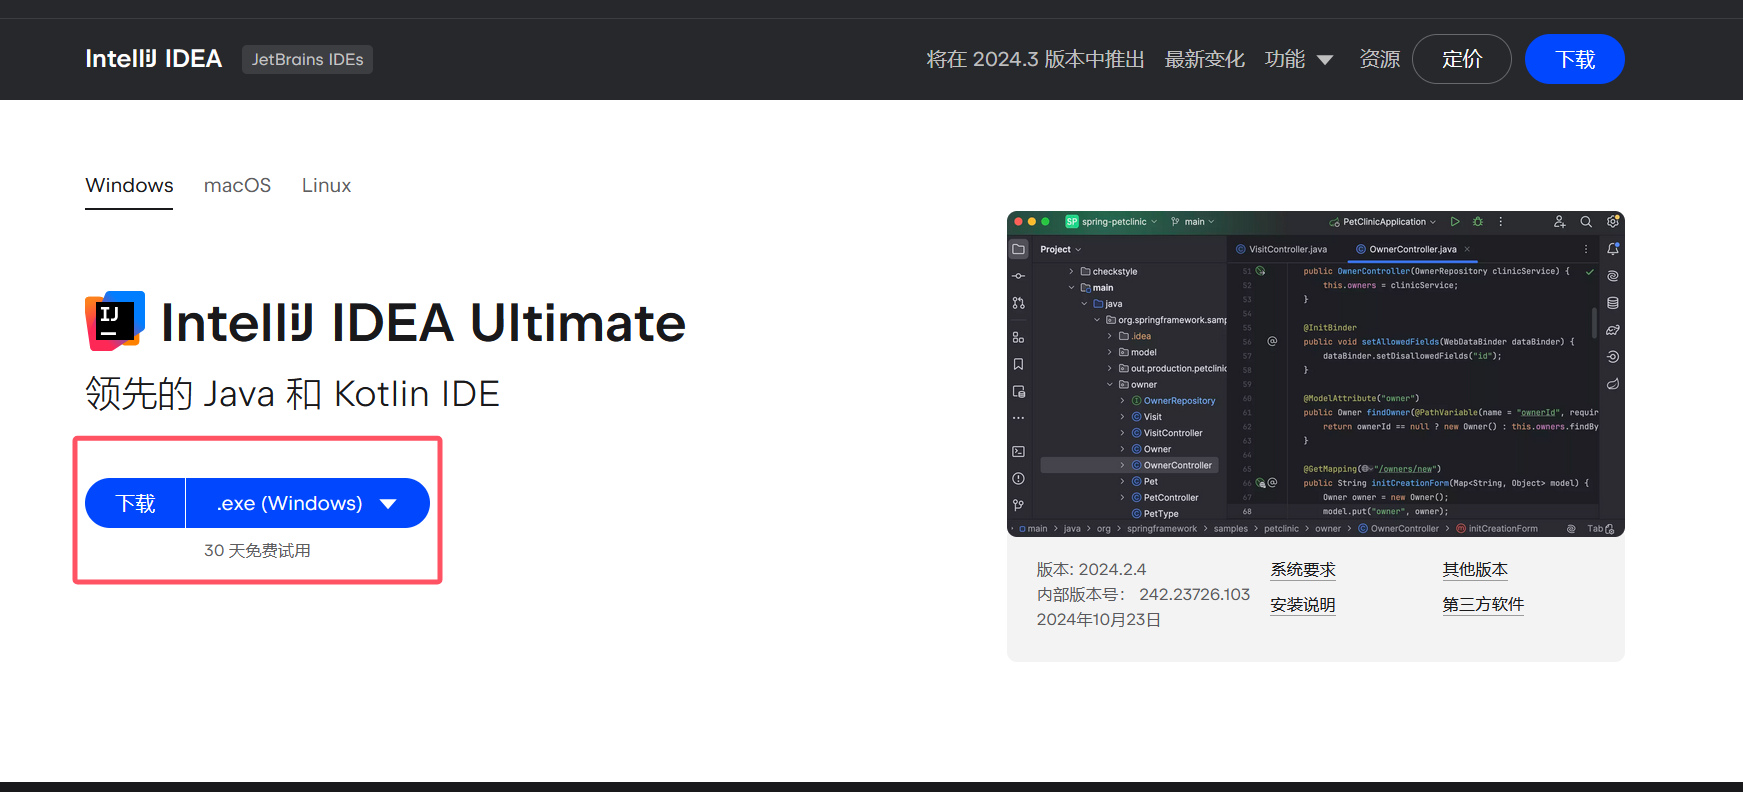 IntelliJ IDEA JetBrains IDEs 将在 2024.3 版本中推出 最新变化 功能 资源 定价 下载
Windows macOS Linux
IJ
IntelliJ IDEA Ultimate
领先的 Java 和 Kotlin IDE
下载 .exe (Windows)
30 天免费试用
SP spring-petclinic main PetClinicApplication
Project
checkstyle
main
java
org.springframework.samp
.idea
model
out.production.petclinic
owner
OwnerRepository
Visit
VisitController
Owner
OwnerController
Pet
PetController
PetType
VisitController.java OwnerController.java
51 public OwnerController(OwnerRepository clinicService) {
52 this.owners = clinicService;
53 }
54
55 @InitBinder
56 public void setAllowedFields(WebDataBinder dataBinder) {
57 dataBinder.setDisallowedFields("id");
58 }
59
60 @ModelAttribute("owner")
61 public Owner findOwner(@PathVariable(name = "ownerId", requir
62 return ownerId == null ? new Owner() : this.owners.findBy
63 }
64
65 @GetMapping("/owners/new")
66 public String initCreationForm(Map<String, Object> model) {
67 Owner owner = new Owner();
68 model.put("owner", owner);
main > java > org > springframework > samples > petclinic > owner > OwnerController > initCreationForm Tab
版本: 2024.2.4
内部版本号： 242.23726.103
2024年10月23日
系统要求
安装说明
其他版本
第三方软件